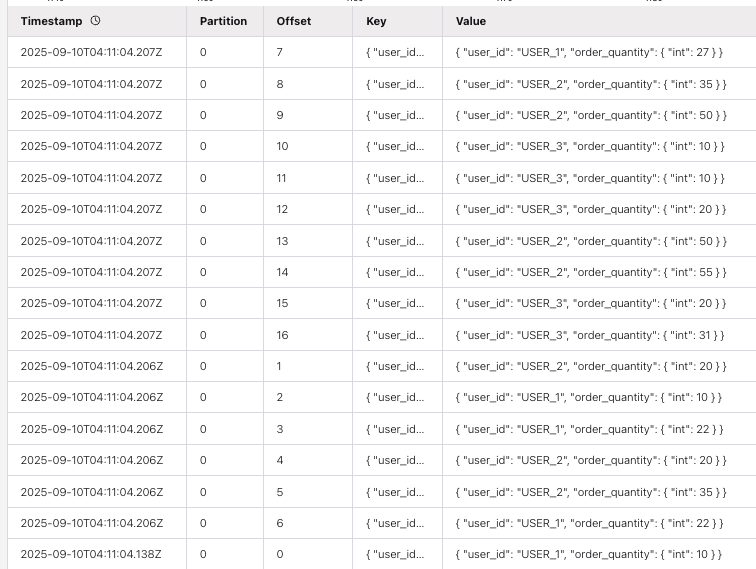 Timestamp Partition Offset Key Value
2025-09-10T04:11:04.207Z 0 7 { "user_id... { "user_id": "USER_1", "order_quantity": { "int": 27 } }
2025-09-10T04:11:04.207Z 0 8 { "user_id... { "user_id": "USER_2", "order_quantity": { "int": 35 } }
2025-09-10T04:11:04.207Z 0 9 { "user_id... { "user_id": "USER_2", "order_quantity": { "int": 50 } }
2025-09-10T04:11:04.207Z 0 10 { "user_id... { "user_id": "USER_3", "order_quantity": { "int": 10 } }
2025-09-10T04:11:04.207Z 0 11 { "user_id... { "user_id": "USER_3", "order_quantity": { "int": 10 } }
2025-09-10T04:11:04.207Z 0 12 { "user_id... { "user_id": "USER_3", "order_quantity": { "int": 20 } }
2025-09-10T04:11:04.207Z 0 13 { "user_id... { "user_id": "USER_2", "order_quantity": { "int": 50 } }
2025-09-10T04:11:04.207Z 0 14 { "user_id... { "user_id": "USER_2", "order_quantity": { "int": 55 } }
2025-09-10T04:11:04.207Z 0 15 { "user_id... { "user_id": "USER_3", "order_quantity": { "int": 20 } }
2025-09-10T04:11:04.207Z 0 16 { "user_id... { "user_id": "USER_3", "order_quantity": { "int": 31 } }
2025-09-10T04:11:04.206Z 0 1 { "user_id... { "user_id": "USER_2", "order_quantity": { "int": 20 } }
2025-09-10T04:11:04.206Z 0 2 { "user_id... { "user_id": "USER_1", "order_quantity": { "int": 10 } }
2025-09-10T04:11:04.206Z 0 3 { "user_id... { "user_id": "USER_1", "order_quantity": { "int": 22 } }
2025-09-10T04:11:04.206Z 0 4 { "user_id... { "user_id": "USER_2", "order_quantity": { "int": 20 } }
2025-09-10T04:11:04.206Z 0 5 { "user_id... { "user_id": "USER_2", "order_quantity": { "int": 35 } }
2025-09-10T04:11:04.206Z 0 6 { "user_id... { "user_id": "USER_1", "order_quantity": { "int": 22 } }
2025-09-10T04:11:04.138Z 0 0 { "user_id... { "user_id": "USER_1", "order_quantity": { "int": 10 } }